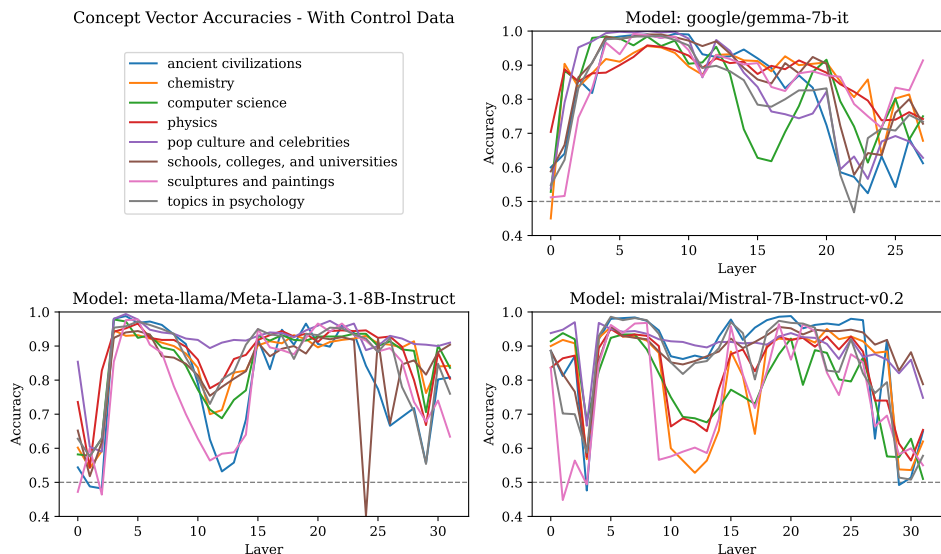 Concept Vector Accuracies - With Control Data
ancient civilizations
chemistry
computer science
physics
pop culture and celebrities
schools, colleges, and universities
sculptures and paintings
topics in psychology
Model: google/gemma-7b-it
Accuracy
1.0
0.9
0.8
0.7
0.6
0.5
0.4
0 5 10 15 20 25
Layer
Model: meta-llama/Meta-Llama-3.1-8B-Instruct
Accuracy
1.0
0.9
0.8
0.7
0.6
0.5
0.4
0 5 10 15 20 25 30
Layer
Model: mistralai/Mistral-7B-Instruct-v0.2
Accuracy
1.0
0.9
0.8
0.7
0.6
0.5
0.4
0 5 10 15 20 25 30
Layer